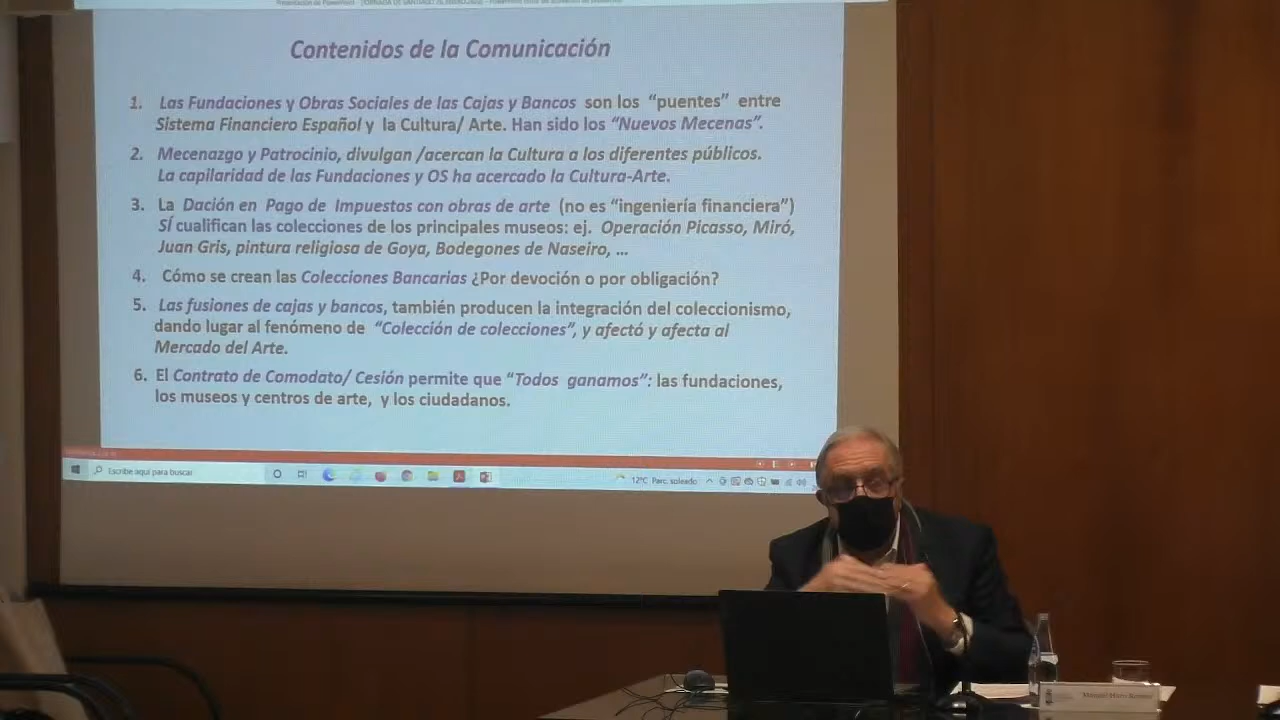 Contenidos de la Comunicación
1. Las Fundaciones y Obras Sociales de las Cajas y Bancos son los “puentes” entre
Sistema Financiero Español y la Cultura/ Arte. Han sido los “Nuevos Mecenas”.
2. Mecenazgo y Patrocinio, divulgan /acercan la Cultura a los diferentes públicos.
La capilaridad de las Fundaciones y OS ha acercado la Cultura-Arte.
3. La Dación en Pago de Impuestos con obras de arte (no es “ingeniería financiera”)
SÍ cualifican las colecciones de los principales museos: ej. Operación Picasso, Miró,
Juan Gris, pintura religiosa de Goya, Bodegones de Naseiro, ...
4. Cómo se crean las Colecciones Bancarias ¿Por devoción o por obligación?
5. Las fusiones de cajas y bancos, también producen la integración del coleccionismo,
dando lugar al fenómeno de “Colección de colecciones”, y afectó y afecta al
Mercado del Arte.
6. El Contrato de Comodato/ Cesión permite que “Todos ganamos”: las fundaciones,
los museos y centros de arte, y los ciudadanos.
Escribe aquí para buscar
12°C Parc. soleado